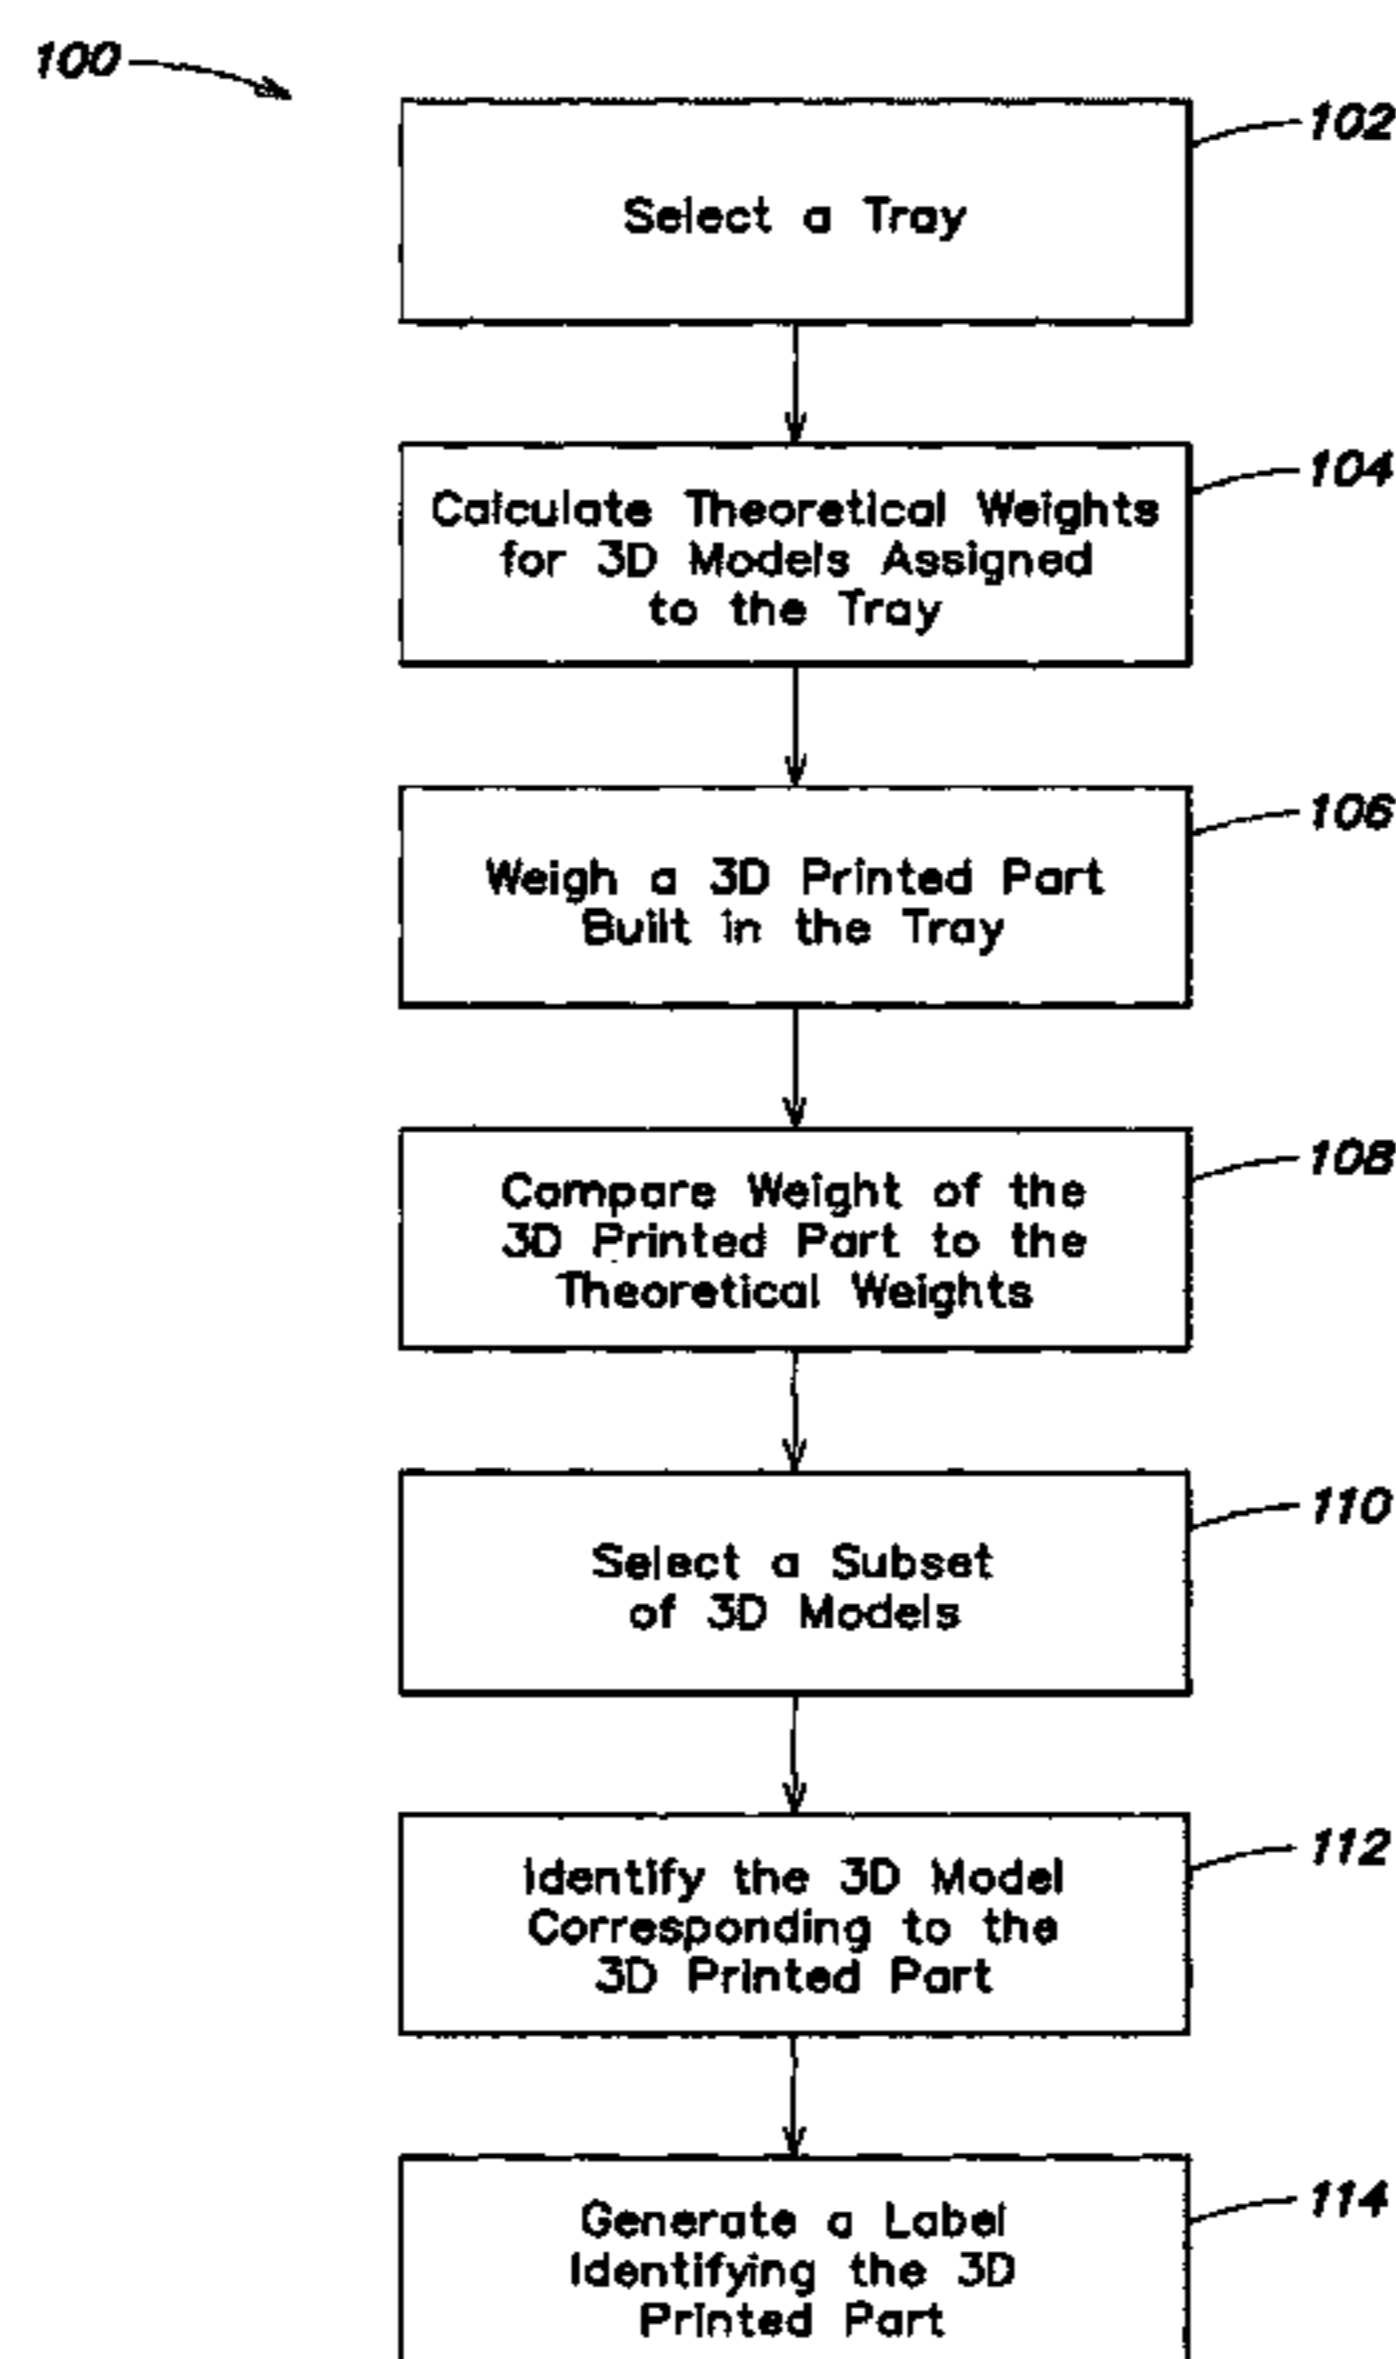 100
102
Select a Tray
104
Calculate Theoretical Weights
for 3D Models Assigned
to the Tray
106
Weigh a 3D Printed Part
Built in the Tray
108
Compare Weight of the
3D Printed Part to the
Theoretical Weights
110
Select a Subset
of 3D Models
112
Identify the 3D Model
Corresponding to the
3D Printed Part
114
Generate a Label
Identifying the 3D
Printed Part